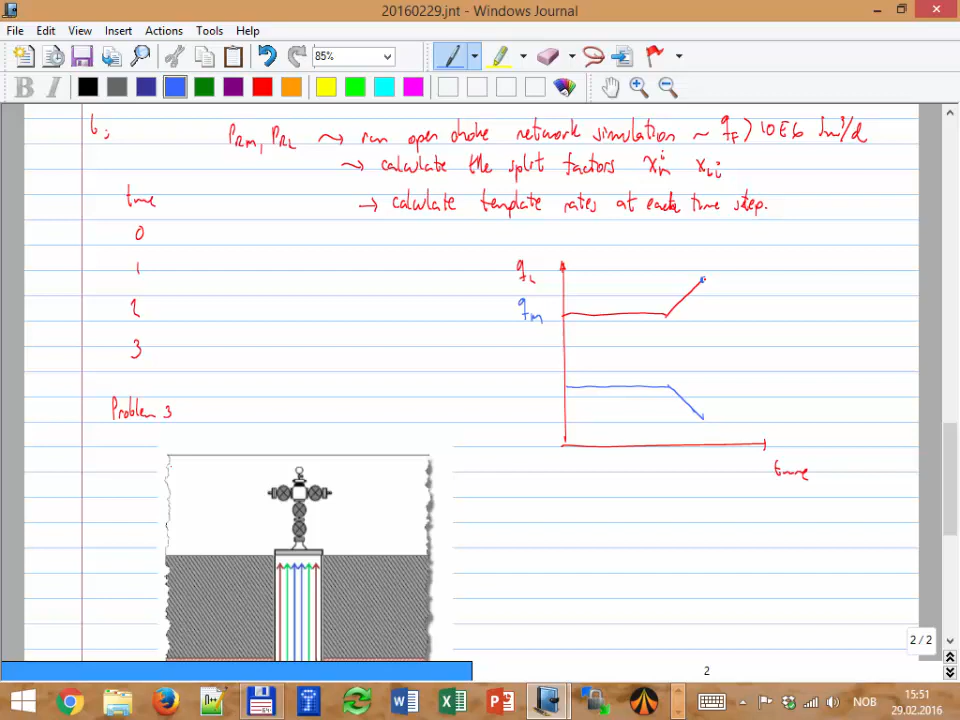 20160229.jnt - Windows Journal
File Edit View Insert Actions Tools Help
85%
B I
b;
PRM, PRL ~> run open choke network simulation ~ qF > 10E6 Sm³/d
~> calculate the split factors
-> calculate template rates at each time step.
time
0
1
2
3
qL
qm
time
Problem 3
2 / 2
2
NOB
15:51
29.02.2016